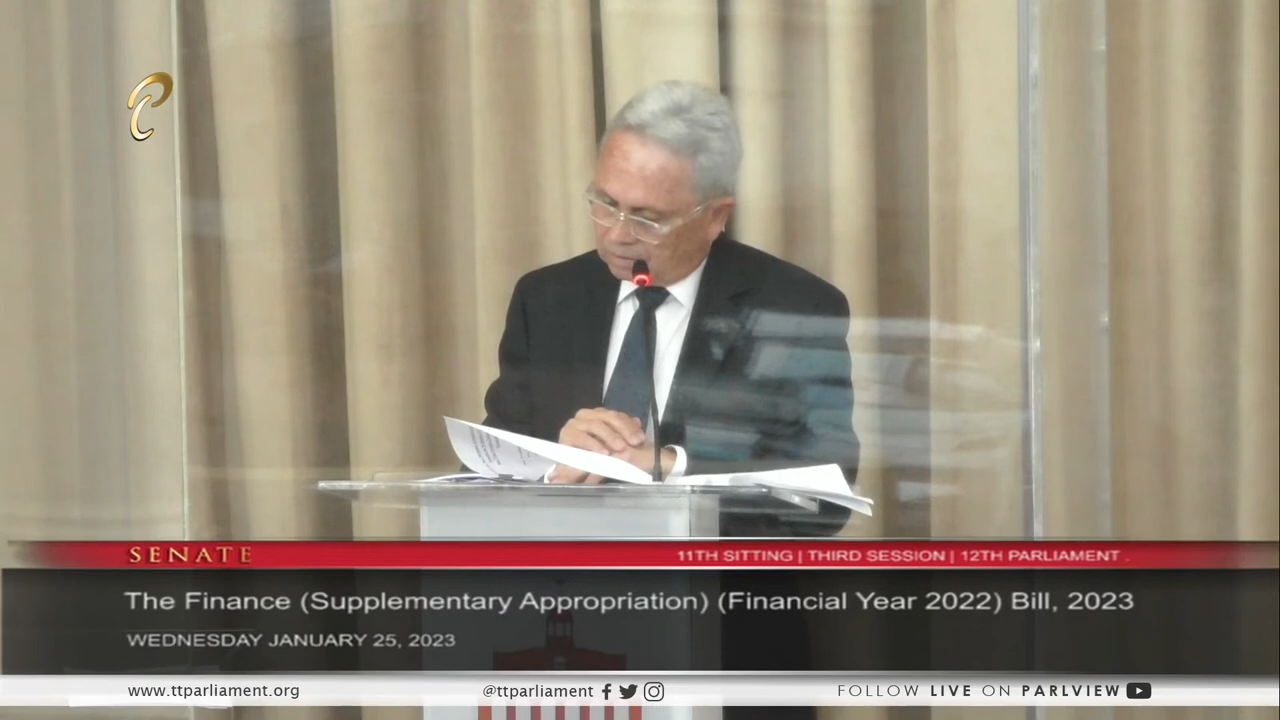 SENATE
11TH SITTING | THIRD SESSION | 12TH PARLIAMENT .
The Finance (Supplementary Appropriation) (Financial Year 2022) Bill, 2023
WEDNESDAY JANUARY 25, 2023
www.ttparliament.org
@ttparliament
FOLLOW LIVE ON PARLVIEW